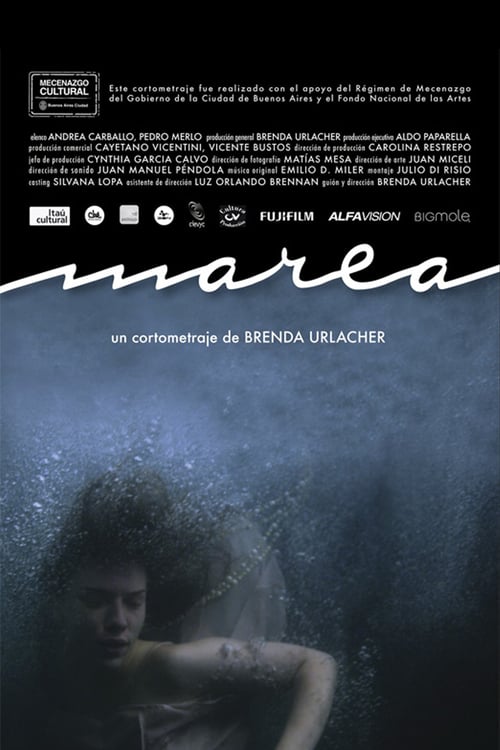 MECENAZGO
CULTURAL
Buenos Aires Ciudad
Este cortometraje fue realizado con el apoyo del Régimen de Mecenazgo
del Gobierno de la Ciudad de Buenos Aires y el Fondo Nacional de las Artes
elenco ANDREA CARBALLO, PEDRO MERLO producción general BRENDA URLACHER producción ejecutiva ALDO PAPARELLA
producción comercial CAYETANO VICENTINI, VICENTE BUSTOS dirección de producción CAROLINA RESTREPO
jefa de producción CYNTHIA GARCIA CALVO dirección de fotografía MATÍAS MESA dirección de arte JUAN MICELI
dirección de sonido JUAN MANUEL PÉNDOLA música original EMILIO D. MILER montaje JULIO DI RISIO
casting SILVANA LOPA asistente de dirección LUZ ORLANDO BRENNAN guión y dirección BRENDA URLACHER
Itaú
cultural
clavyc
Cultura
CV
Producciones
FUJIFILM
ALFAVISION
BIGmole
marea
un cortometraje de BRENDA URLACHER